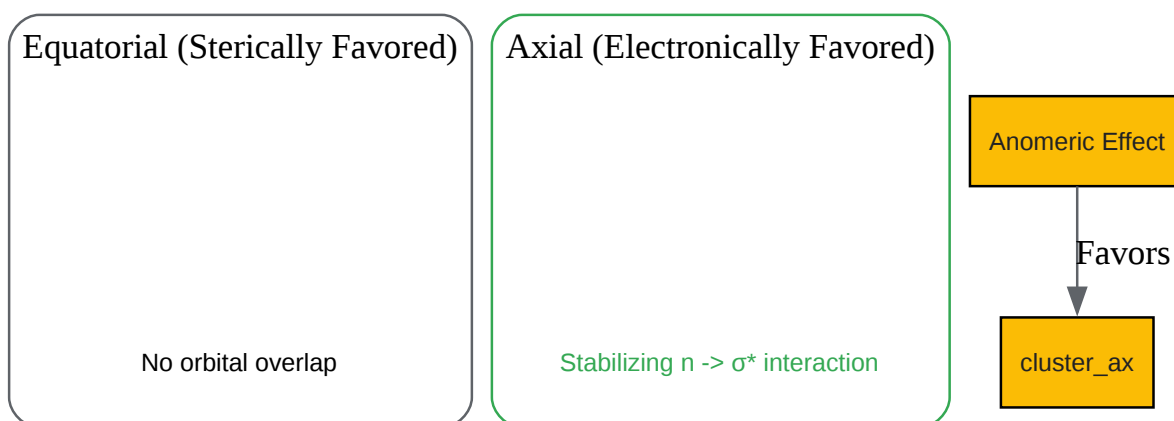 Equatorial (Sterically Favored)
No orbital overlap
Axial (Electronically Favored)
Stabilizing n -> σ* interaction
Anomeric Effect
Favors
cluster_ax